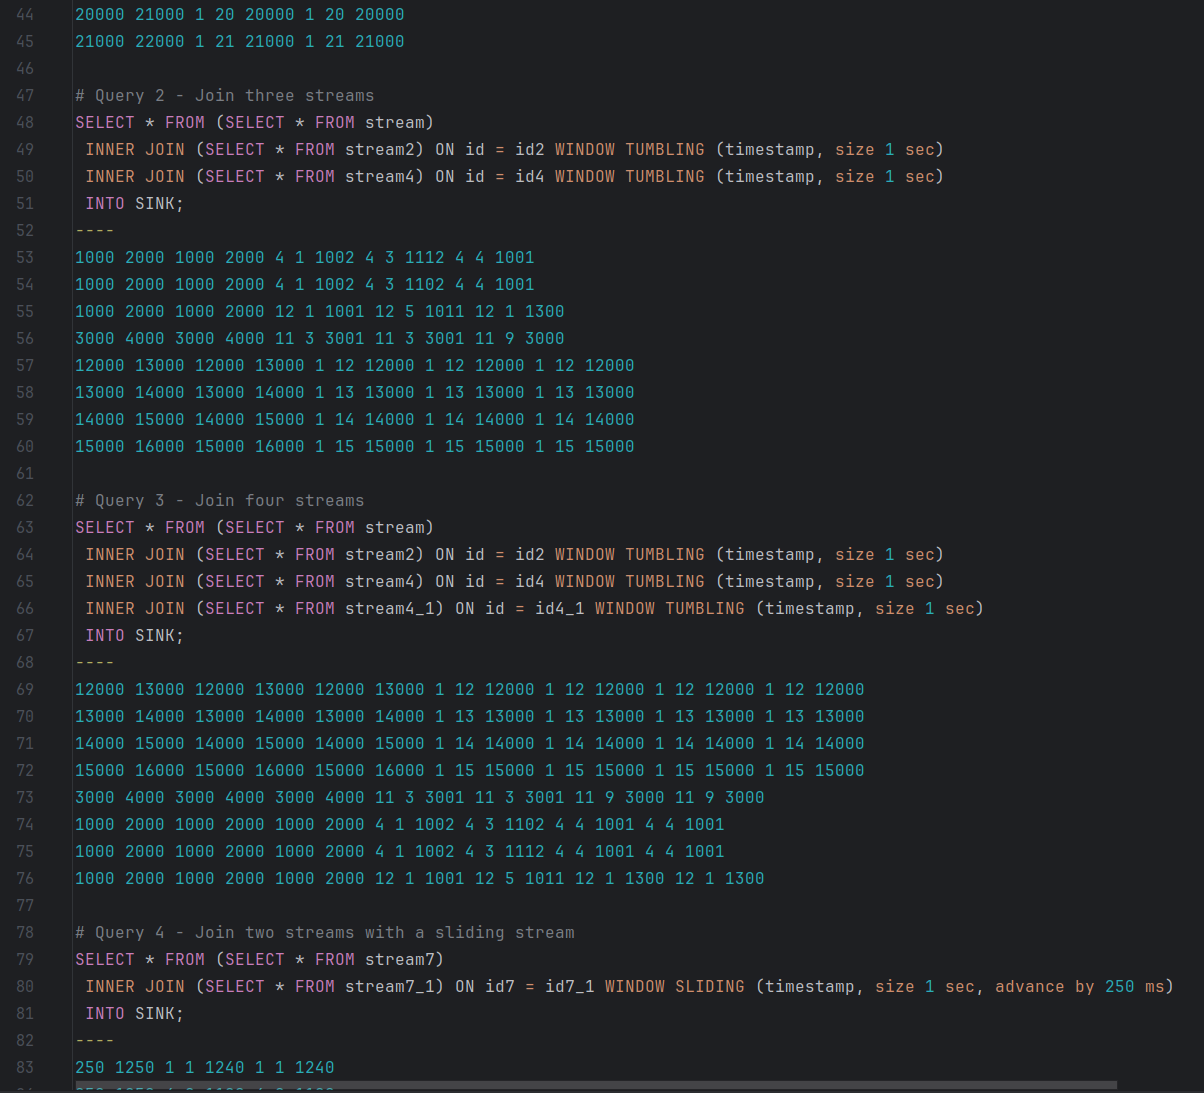 44 20000 21000 1 20 20000 1 20 20000
45 21000 22000 1 21 21000 1 21 21000
46
47 # Query 2 - Join three streams
48 SELECT * FROM (SELECT * FROM stream)
49  INNER JOIN (SELECT * FROM stream2) ON id = id2 WINDOW TUMBLING (timestamp, size 1 sec)
50  INNER JOIN (SELECT * FROM stream4) ON id = id4 WINDOW TUMBLING (timestamp, size 1 sec)
51  INTO SINK;
52 ----
53 1000 2000 1000 2000 4 1 1002 4 3 1112 4 4 1001
54 1000 2000 1000 2000 4 1 1002 4 3 1102 4 4 1001
55 1000 2000 1000 2000 12 1 1001 12 5 1011 12 1 1300
56 3000 4000 3000 4000 11 3 3001 11 3 3001 11 9 3000
57 12000 13000 12000 13000 1 12 12000 1 12 12000 1 12 12000
58 13000 14000 13000 14000 1 13 13000 1 13 13000 1 13 13000
59 14000 15000 14000 15000 1 14 14000 1 14 14000 1 14 14000
60 15000 16000 15000 16000 1 15 15000 1 15 15000 1 15 15000
61
62 # Query 3 - Join four streams
63 SELECT * FROM (SELECT * FROM stream)
64  INNER JOIN (SELECT * FROM stream2) ON id = id2 WINDOW TUMBLING (timestamp, size 1 sec)
65  INNER JOIN (SELECT * FROM stream4) ON id = id4 WINDOW TUMBLING (timestamp, size 1 sec)
66  INNER JOIN (SELECT * FROM stream4_1) ON id = id4_1 WINDOW TUMBLING (timestamp, size 1 sec)
67  INTO SINK;
68 ----
69 12000 13000 12000 13000 12000 13000 1 12 12000 1 12 12000 1 12 12000 1 12 12000
70 13000 14000 13000 14000 13000 14000 1 13 13000 1 13 13000 1 13 13000 1 13 13000
71 14000 15000 14000 15000 14000 15000 1 14 14000 1 14 14000 1 14 14000 1 14 14000
72 15000 16000 15000 16000 15000 16000 1 15 15000 1 15 15000 1 15 15000 1 15 15000
73 3000 4000 3000 4000 3000 4000 11 3 3001 11 3 3001 11 9 3000 11 9 3000
74 1000 2000 1000 2000 1000 2000 4 1 1002 4 3 1102 4 4 1001 4 4 1001
75 1000 2000 1000 2000 1000 2000 4 1 1002 4 3 1112 4 4 1001 4 4 1001
76 1000 2000 1000 2000 1000 2000 12 1 1001 12 5 1011 12 1 1300 12 1 1300
77
78 # Query 4 - Join two streams with a sliding stream
79 SELECT * FROM (SELECT * FROM stream7)
80  INNER JOIN (SELECT * FROM stream7_1) ON id7 = id7_1 WINDOW SLIDING (timestamp, size 1 sec, advance by 250 ms)
81  INTO SINK;
82 ----
83 250 1250 1 1 1240 1 1 1240